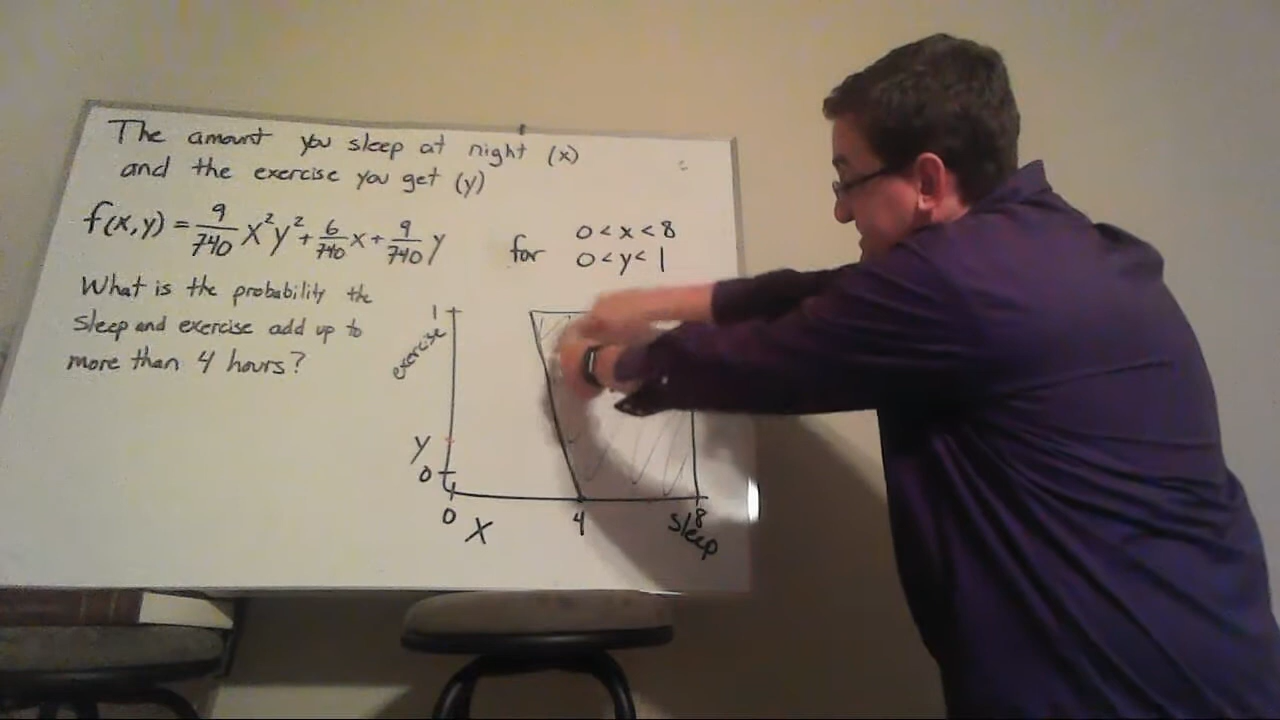 The amount you sleep at night (x)
and the exercise you get (y)
f(x,y) = 9/740 x²y² + 6/740 x + 9/740 y
for
0<x<8
0<y<1
What is the probability the
sleep and exercise add up to
more than 4 hours?
1
exercise
Y
0
0
X
4
8
sleep